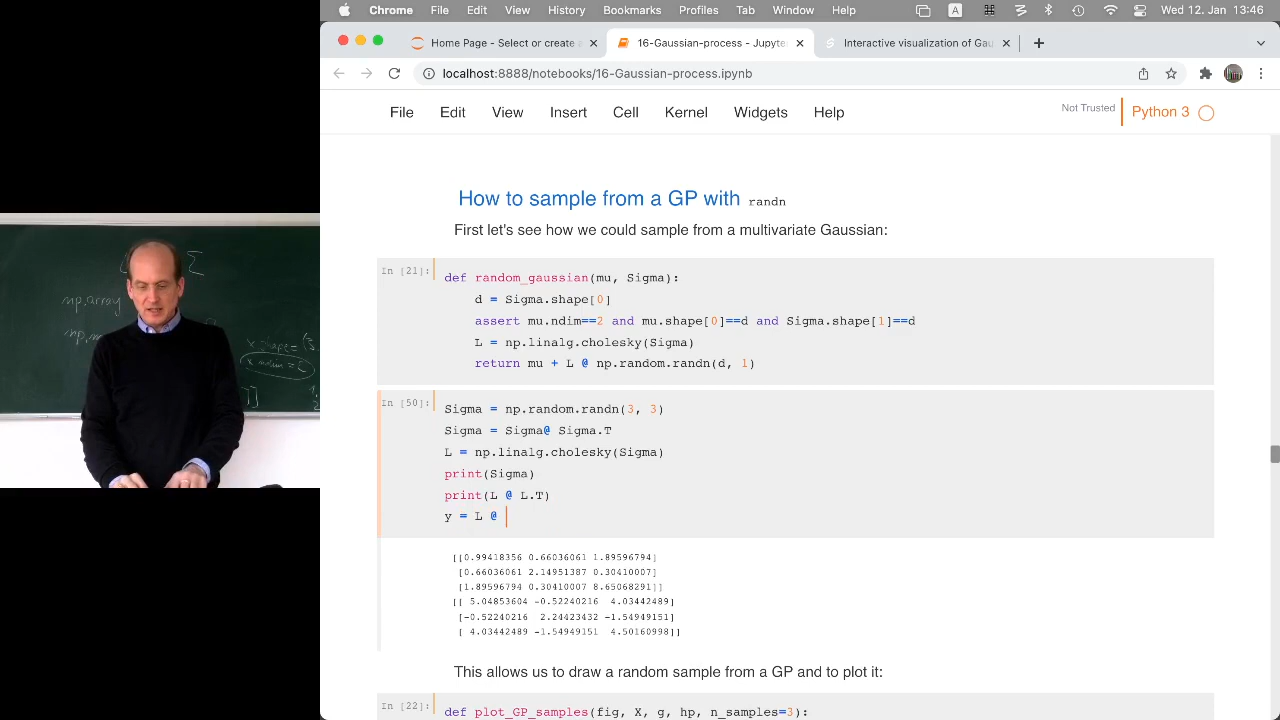 Chrome File Edit View History Bookmarks Profiles Tab Window Help A Wed 12. Jan 13:46
Home Page - Select or create a 16-Gaussian-process - Jupyte Interactive visualization of Gau
localhost:8888/notebooks/16-Gaussian-process.ipynb
File Edit View Insert Cell Kernel Widgets Help Not Trusted Python 3
How to sample from a GP with randn
First let's see how we could sample from a multivariate Gaussian:
In [21]: def random_gaussian(mu, Sigma):
d = Sigma.shape[0]
assert mu.ndim==2 and mu.shape[0]==d and Sigma.shape[1]==d
L = np.linalg.cholesky(Sigma)
return mu + L @ np.random.randn(d, 1)
In [50]: Sigma = np.random.randn(3, 3)
Sigma = Sigma@ Sigma.T
L = np.linalg.cholesky(Sigma)
print(Sigma)
print(L @ L.T)
y = L @
[[0.99418356 0.66036061 1.89596794]
[0.66036061 2.14951387 0.30410007]
[1.89596794 0.30410007 8.65068291]]
[[ 5.04853604 -0.52240216 4.03442489]
[-0.52240216 2.24423432 -1.54949151]
[ 4.03442489 -1.54949151 4.50160998]]
This allows us to draw a random sample from a GP and to plot it:
In [22]: def plot_GP_samples(fig, X, g, hp, n_samples=3):
Σ
np.array